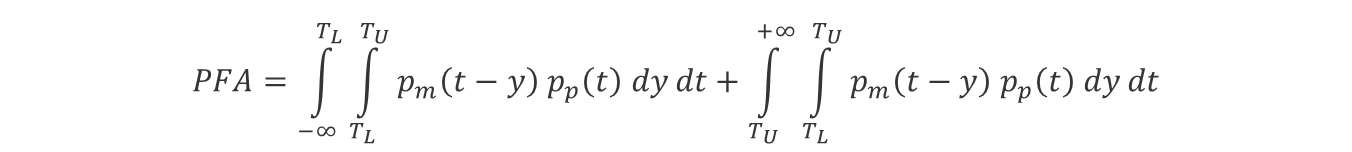 PFA = ∫_{-∞}^{T_L} ∫_{T_L}^{T_U} p_m(t − y) p_p(t) dy dt + ∫_{T_U}^{+∞} ∫_{T_L}^{T_U} p_m(t − y) p_p(t) dy dt